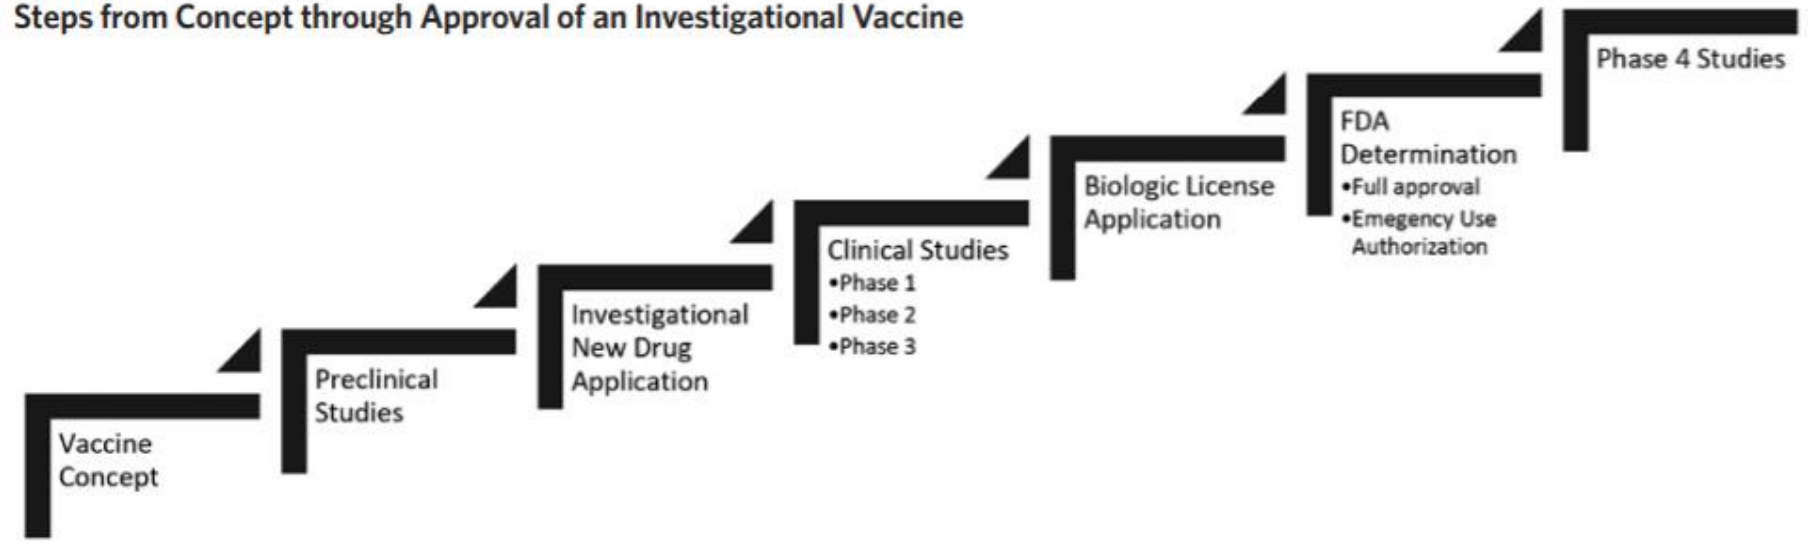 Steps from Concept through Approval of an Investigational Vaccine
Vaccine
Concept
Preclinical
Studies
Investigational
New Drug
Application
Clinical Studies
•Phase 1
•Phase 2
•Phase 3
Biologic License
Application
FDA
Determination
•Full approval
•Emegency Use
Authorization
Phase 4 Studies